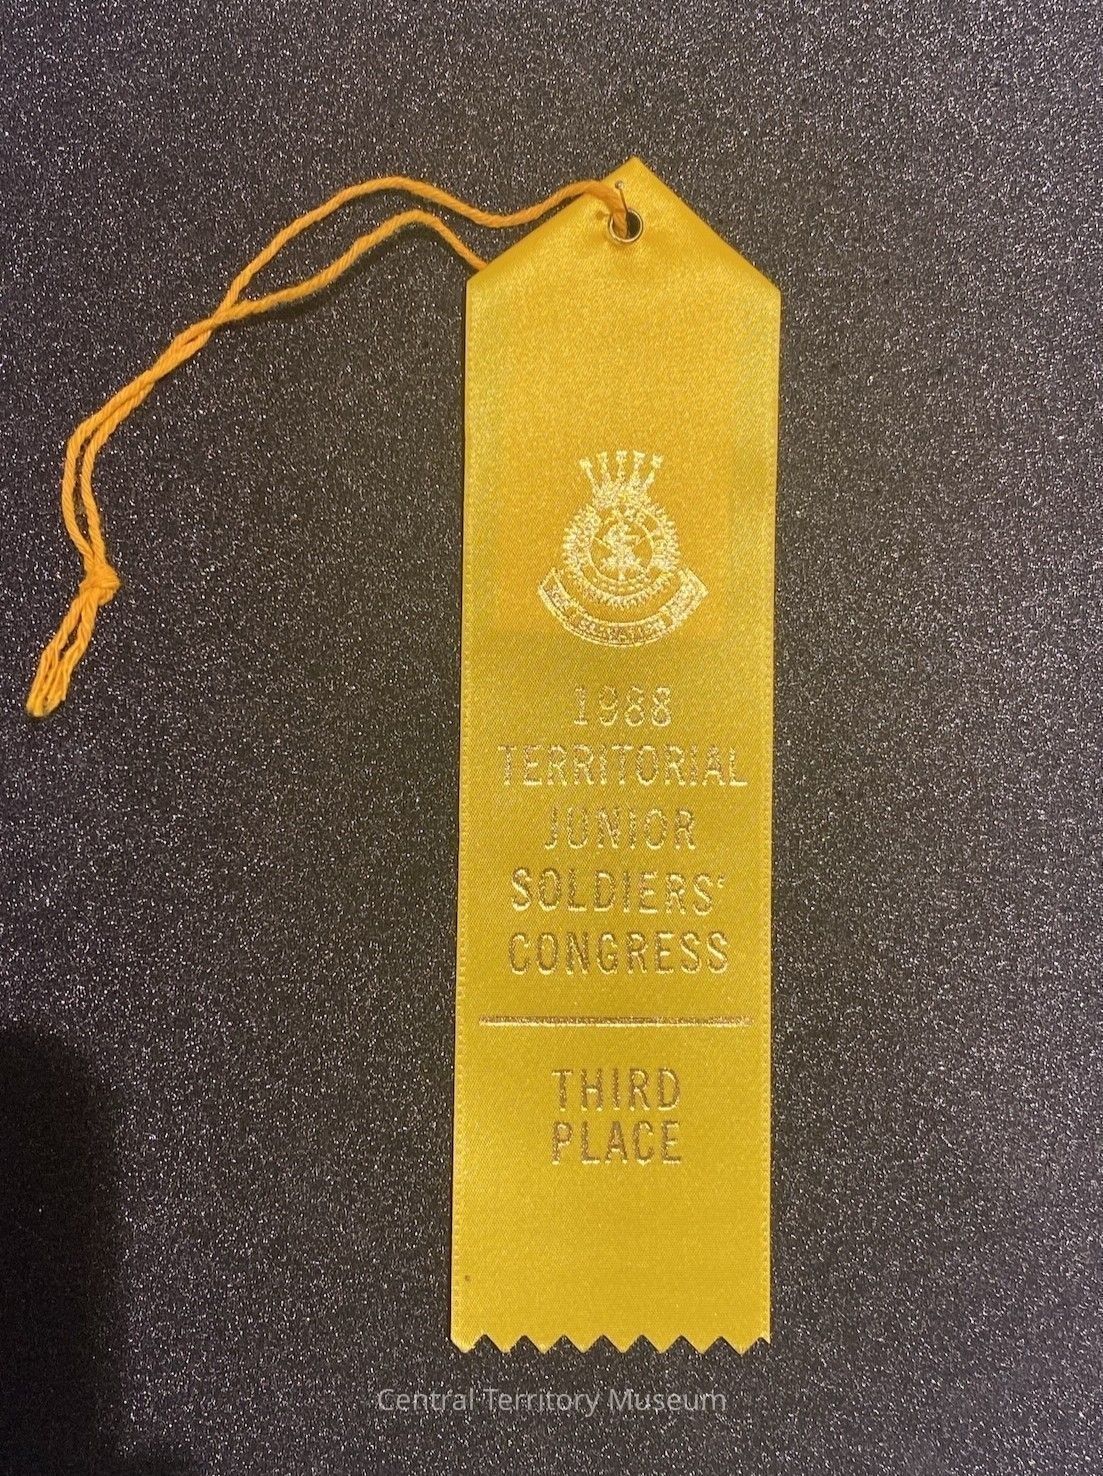 1988
TERRITORIAL
JUNIOR
SOLDIERS'
CONGRESS
THIRD
PLACE
Central Territory Museum